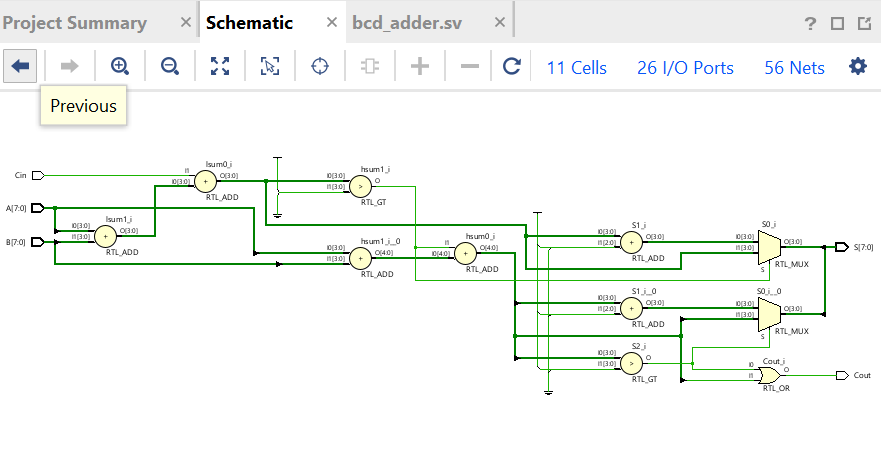 Project Summary
Schematic
bcd_adder.sv
?
11 Cells
26 I/O Ports
56 Nets
Previous
Cin
A[7:0]
B[7:0]
I0[3:0]
I1[3:0]
lsum1_i
+
O[3:0]
RTL_ADD
I1
I0[3:0]
lsum0_i
+
O[3:0]
RTL_ADD
I0[3:0]
I1[3:0]
hsum1_i
>
O
RTL_GT
I0[3:0]
I1[3:0]
hsum1_i__0
+
O[4:0]
RTL_ADD
I1
I0[4:0]
hsum0_i
+
O[4:0]
RTL_ADD
I0[3:0]
I1[2:0]
S1_i
+
O[3:0]
RTL_ADD
I0[3:0]
I1[2:0]
S1_i__0
+
O[3:0]
RTL_ADD
I0[3:0]
I1[3:0]
S2_i
>
O
RTL_GT
I0[3:0]
I1[3:0]
S
S0_i
O[3:0]
RTL_MUX
I0[3:0]
I1[3:0]
S
S0_i__0
O[3:0]
RTL_MUX
I0
I1
Cout_i
O
RTL_OR
S[7:0]
Cout